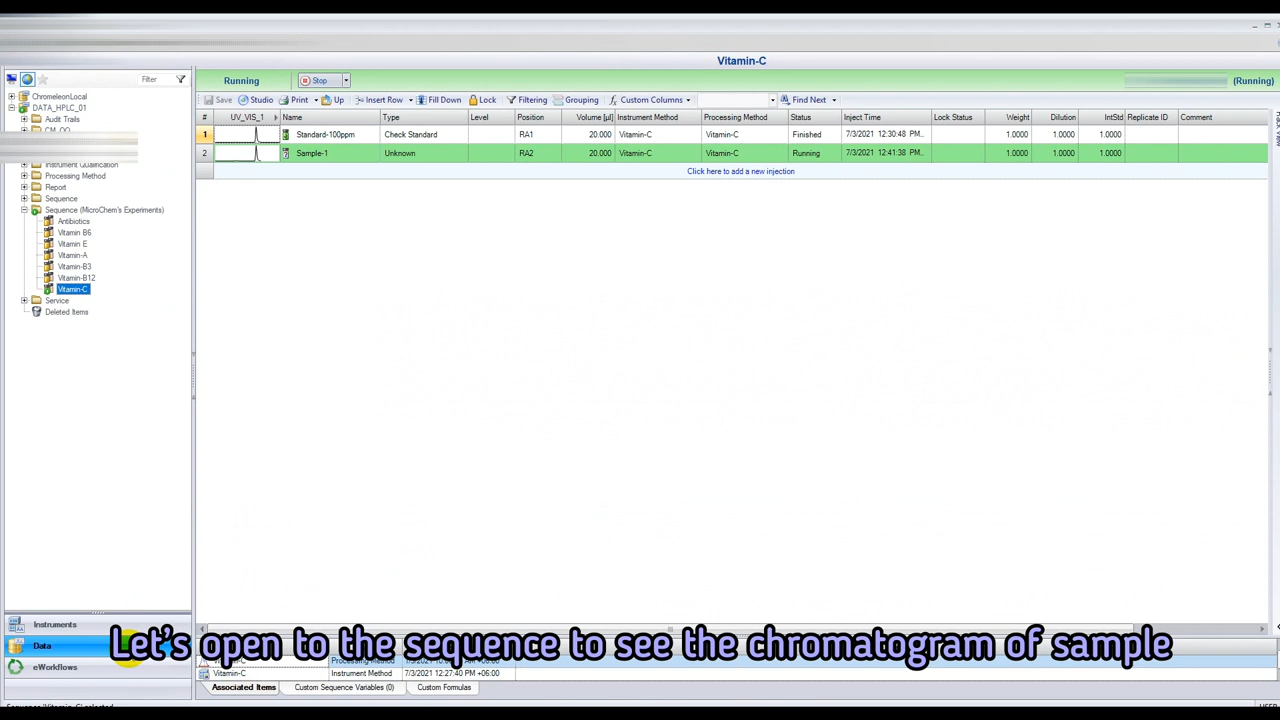 Vitamin-C
Running Stop (Running)
Filter
Save Studio Print Up Insert Row Fill Down Lock Filtering Grouping Custom Columns Find Next
# UV_VIS_1 Name Type Level Position Volume [µl] Instrument Method Processing Method Status Inject Time Lock Status Weight Dilution IntStd Replicate ID Comment
1 Standard-100ppm Check Standard RA1 20.000 Vitamin-C Vitamin-C Finished 7/3/2021 12:30:48 PM... 1.0000 1.0000 1.0000
2 Sample-1 Unknown RA2 20.000 Vitamin-C Vitamin-C Running 7/3/2021 12:41:38 PM... 1.0000 1.0000 1.0000
Click here to add a new injection
ChromeleonLocal
DATA_HPLC_01
Audit Trails
CM_OQ
Instrument Qualification
Processing Method
Report
Sequence
Sequence (MicroChem's Experiments)
Antibiotics
Vitamin B6
Vitamin E
Vitamin-A
Vitamin-B3
Vitamin-B12
Vitamin-C
Service
Deleted Items
Instruments
Data
eWorkflows
Let's open to the sequence to see the chromatogram of sample
Vitamin-C Instrument Method 7/3/2021 12:27:40 PM +06:00
Associated Items Custom Sequence Variables (0) Custom Formulas